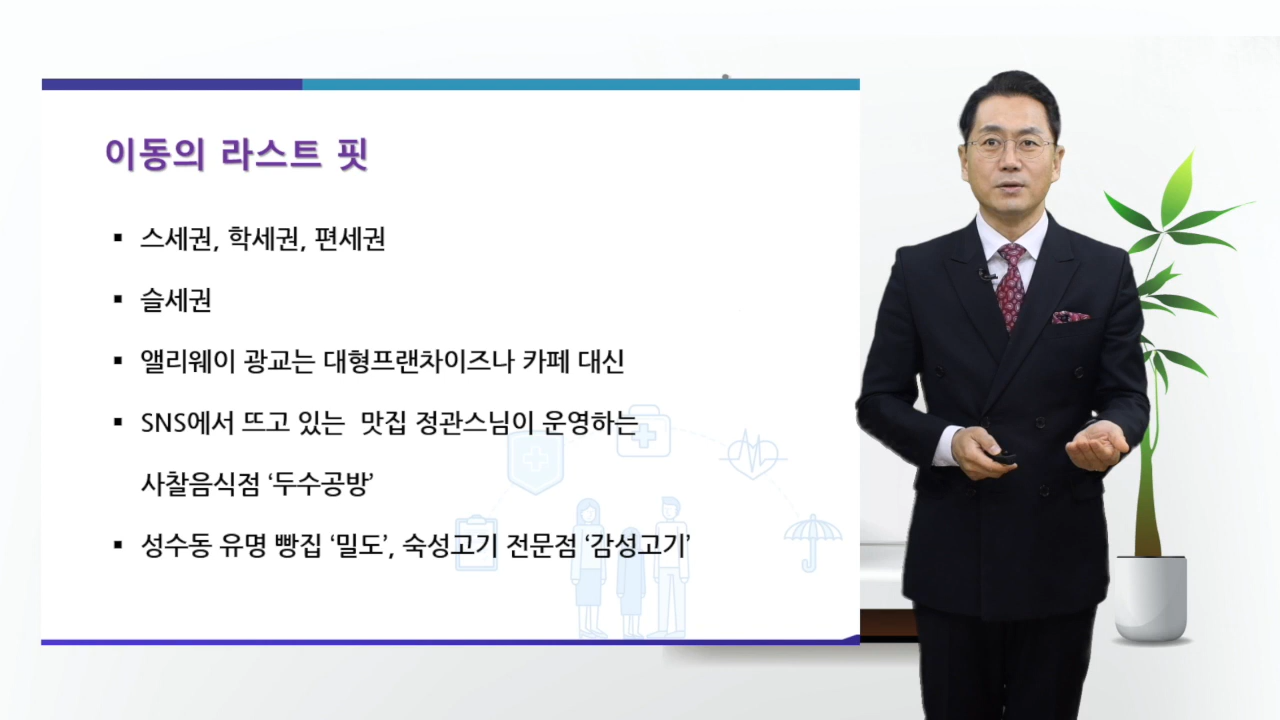 이동의 라스트 핏
▪ 스세권, 학세권, 편세권
▪ 슬세권
▪ 앨리웨이 광교는 대형프랜차이즈나 카페 대신
▪ SNS에서 뜨고 있는 맛집 정관스님이 운영하는
사찰음식점 ‘두수공방’
▪ 성수동 유명 빵집 ‘밀도’, 숙성고기 전문점 ‘감성고기’